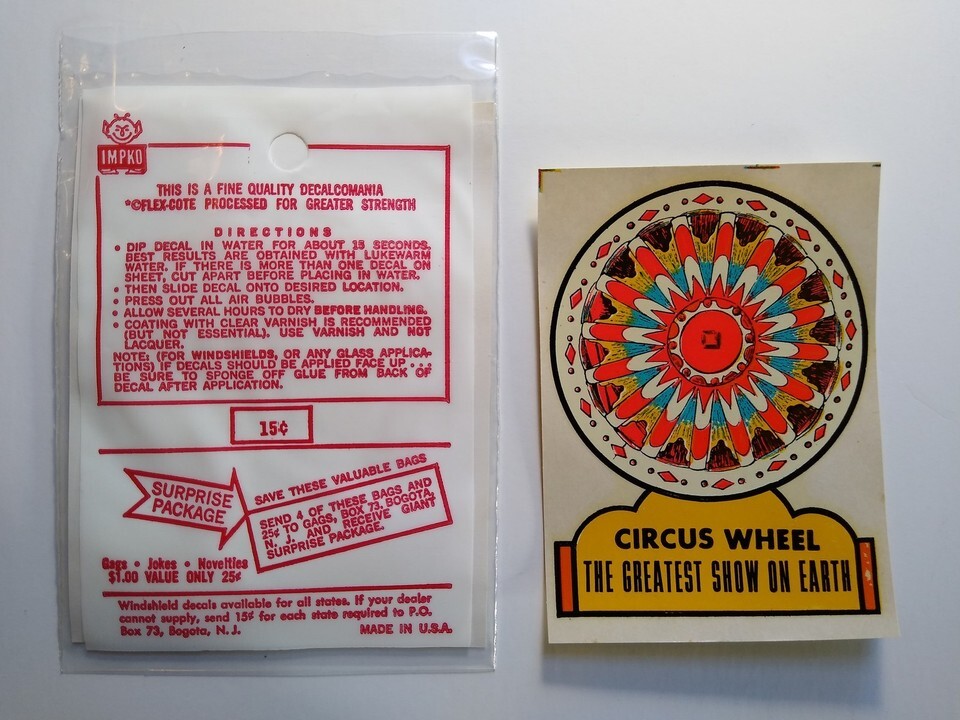 IMPKO
THIS IS A FINE QUALITY DECALCOMANIA
*©FLEX-COTE PROCESSED FOR GREATER STRENGTH
DIRECTIONS
• DIP DECAL IN WATER FOR ABOUT 15 SECONDS.
BEST RESULTS ARE OBTAINED WITH LUKEWARM
WATER. IF THERE IS MORE THAN ONE DECAL ON
SHEET, CUT APART BEFORE PLACING IN WATER.
• THEN SLIDE DECAL ONTO DESIRED LOCATION.
• PRESS OUT ALL AIR BUBBLES.
• ALLOW SEVERAL HOURS TO DRY BEFORE HANDLING.
• COATING WITH CLEAR VARNISH IS RECOMMENDED
(BUT NOT ESSENTIAL). USE VARNISH AND NOT
LACQUER.
NOTE: (FOR WINDSHIELDS, OR ANY GLASS APPLICA-
TIONS) IF DECALS SHOULD BE APPLIED FACE UP . . .
BE SURE TO SPONGE OFF GLUE FROM BACK OF
DECAL AFTER APPLICATION.
15¢
SURPRISE
PACKAGE
SAVE THESE VALUABLE BAGS
SEND 4 OF THESE BAGS AND
25¢ TO GAGS, BOX 73, BOGOTA,
N. J. AND RECEIVE GIANT
SURPRISE PACKAGE.
Gags • Jokes • Novelties
$1.00 VALUE ONLY 25¢
Windshield decals available for all states. If your dealer
cannot supply, send 15¢ for each state required to P.O.
Box 73, Bogota, N. J.
MADE IN U.S.A.
CIRCUS WHEEL
THE GREATEST SHOW ON EARTH